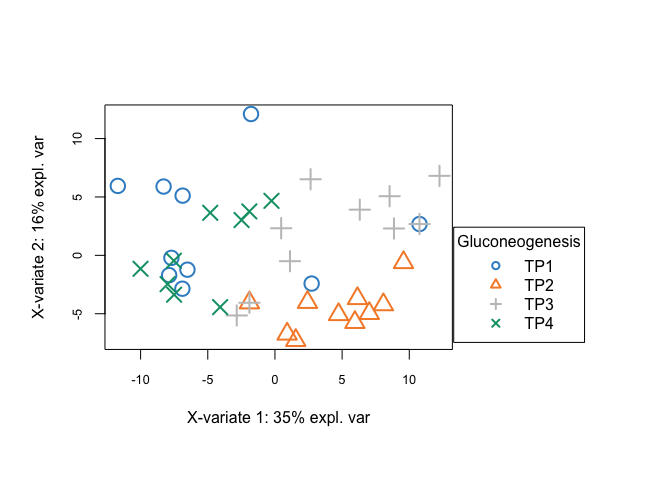 10
5
0
-5
X-variate 2: 16% expl. var
-10
-5
0
5
10
X-variate 1: 35% expl. var
Gluconeogenesis
TP1
TP2
TP3
TP4